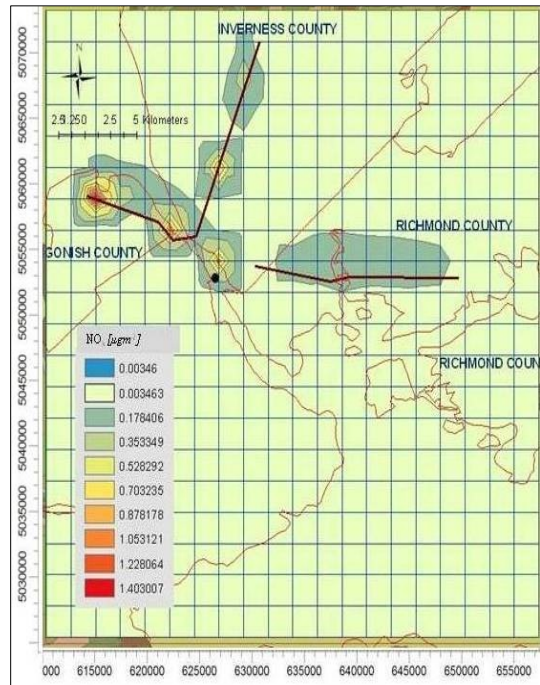 INVERNESS COUNTY
N
2.5 1.25 0 2.5 5 Kilometers
RICHMOND COUNTY
GONISH COUNTY
RICHMOND COUN
NO [µgm-]
0.00346
0.003463
0.178406
0.353349
0.528292
0.703235
0.878178
1.053121
1.228064
1.403007
5070000
5065000
5060000
5055000
5050000
5045000
5040000
5035000
5030000
000 615000 620000 625000 630000 635000 640000 645000 650000 655000